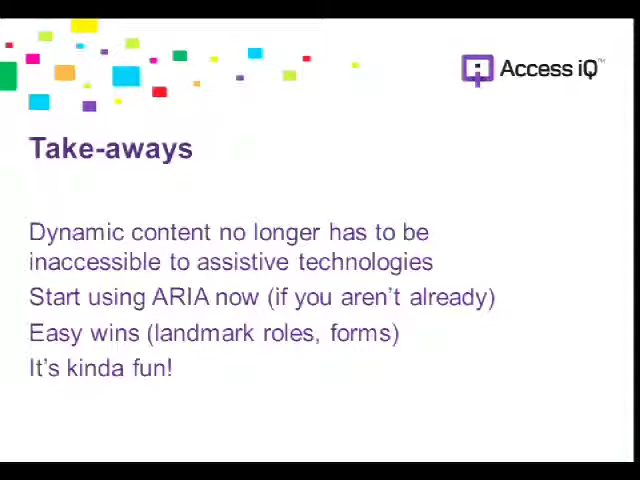 Access iQ™
Take-aways
Dynamic content no longer has to be
inaccessible to assistive technologies
Start using ARIA now (if you aren't already)
Easy wins (landmark roles, forms)
It's kinda fun!